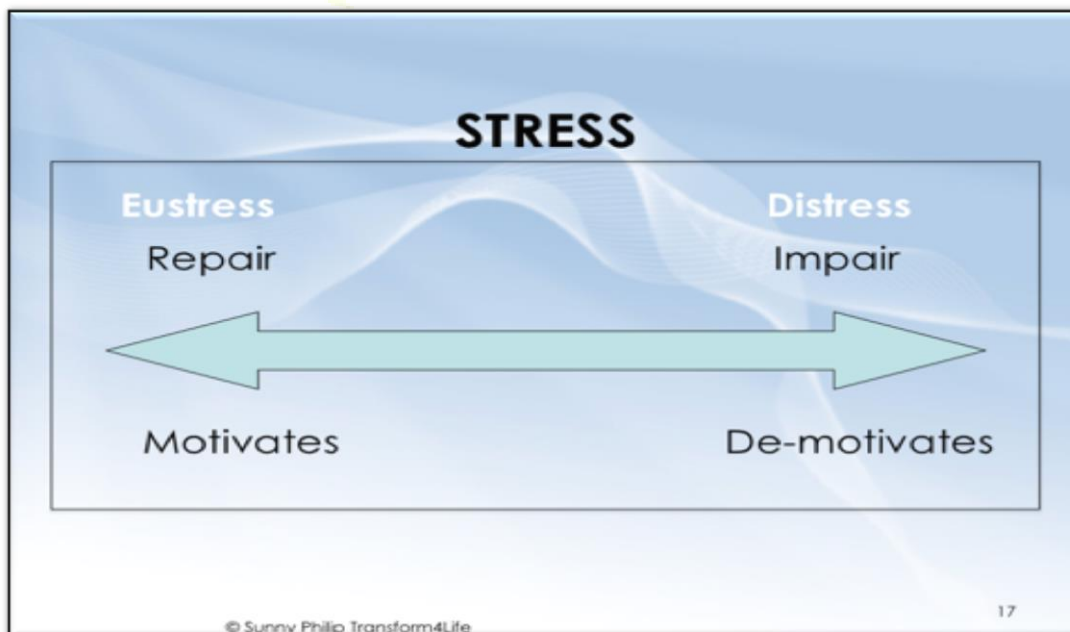 STRESS
Eustress Distress
Repair Impair
Motivates De-motivates
17
© Sunny Philip Transform4Life